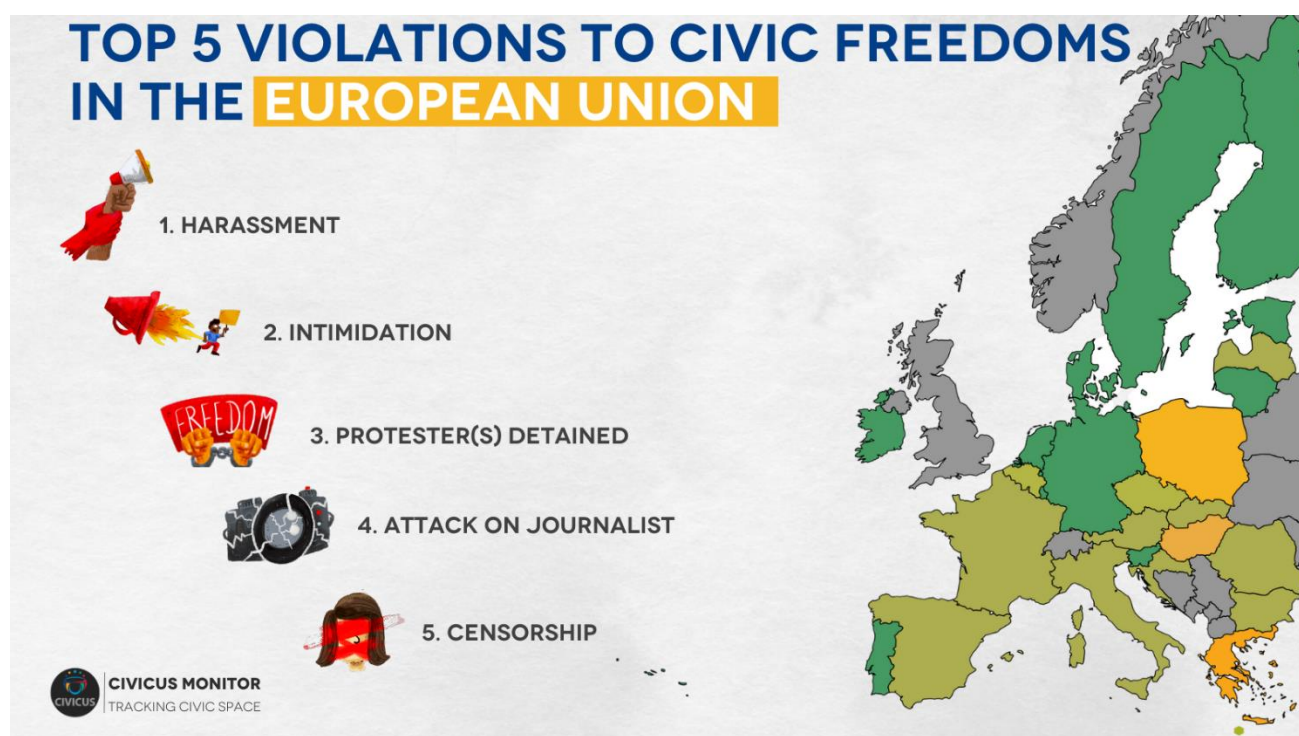 TOP 5 VIOLATIONS TO CIVIC FREEDOMS
IN THE EUROPEAN UNION
1. HARASSMENT
2. INTIMIDATION
FREEDOM
3. PROTESTER(S) DETAINED
4. ATTACK ON JOURNALIST
5. CENSORSHIP
CIVICUS
CIVICUS MONITOR
TRACKING CIVIC SPACE